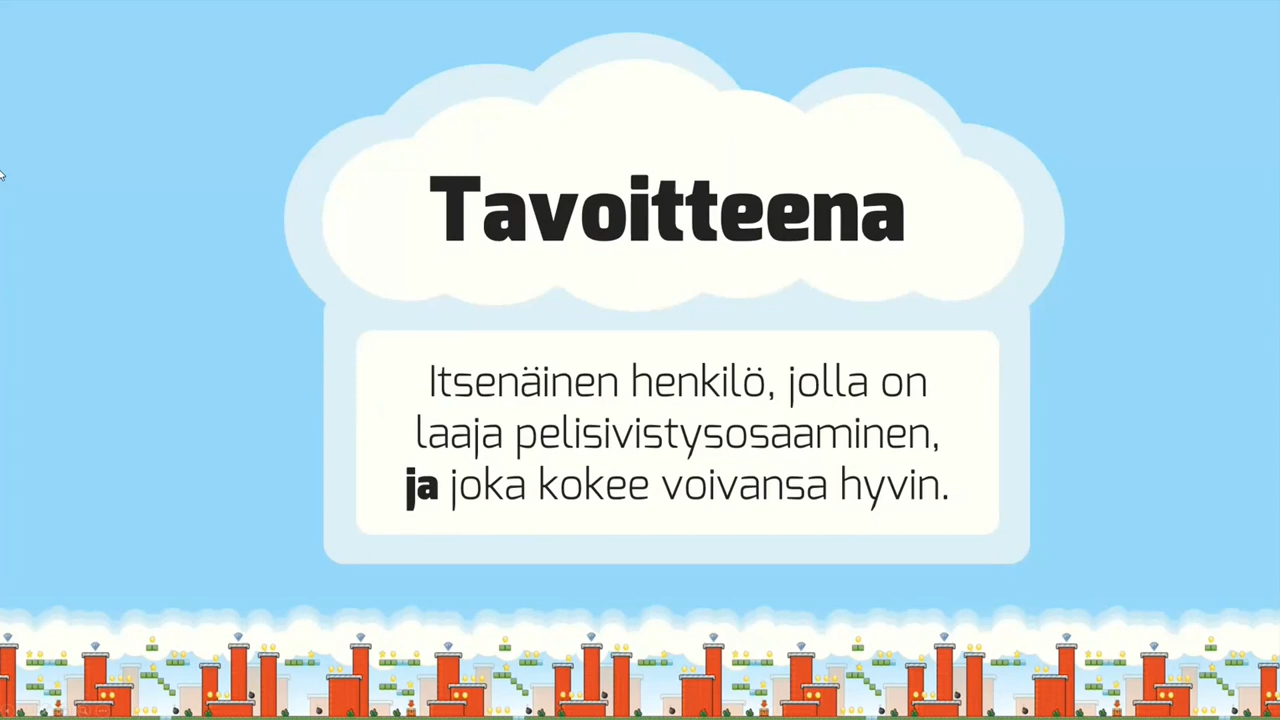 Tavoitteena
Itsenäinen henkilö, jolla on
laaja pelisivistysosaaminen,
ja joka kokee voivansa hyvin.